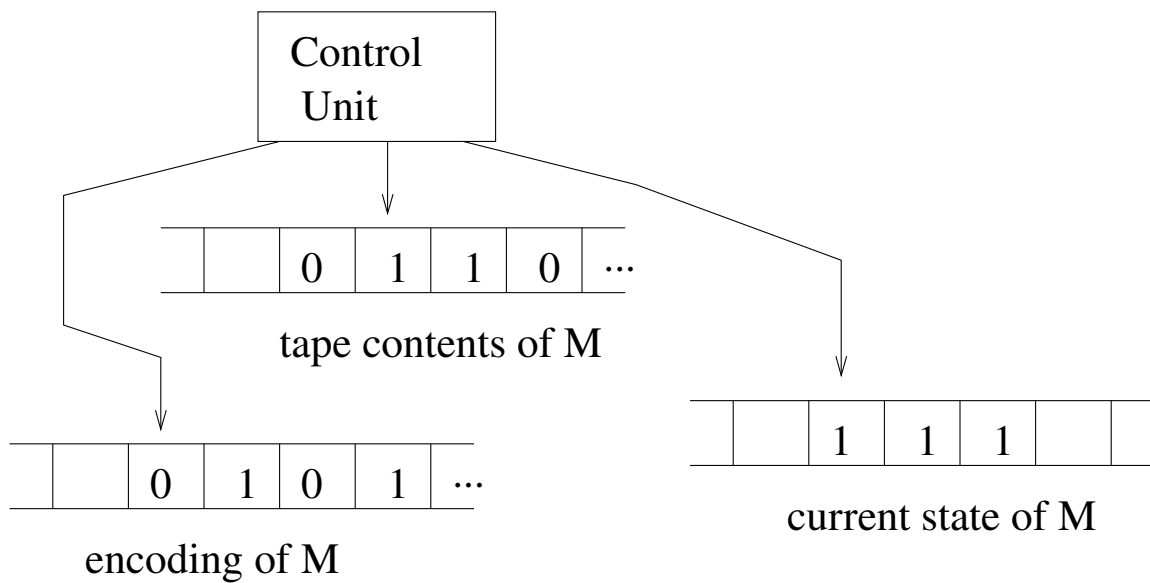 Control
Unit
0 1 1 0 ...
tape contents of M
1 1 1
0 1 0 1 ...
current state of M
encoding of M